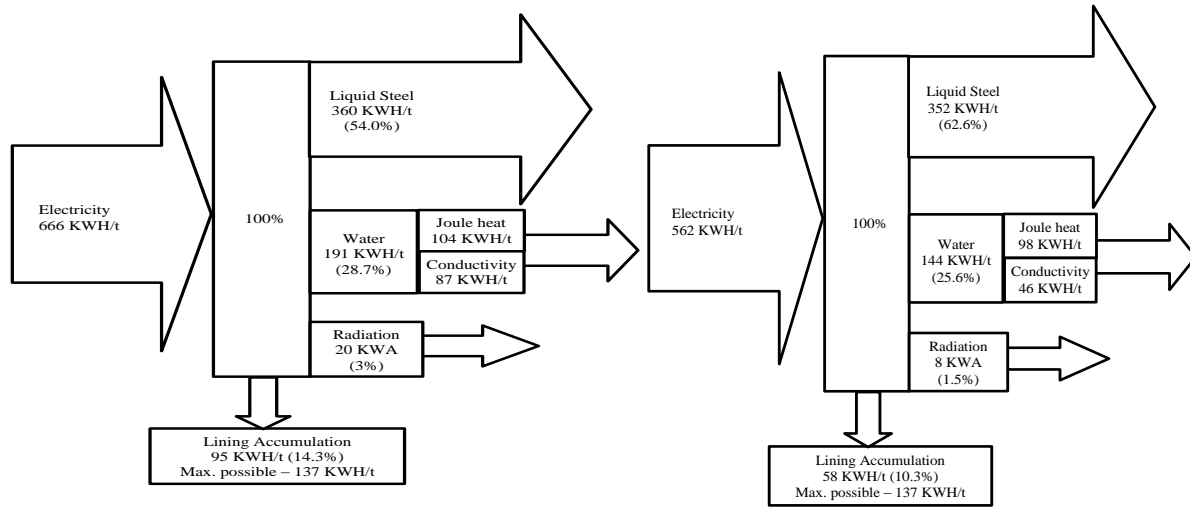 Electricity
666 KWH/t
100%
Liquid Steel
360 KWH/t
(54.0%)
Water
191 KWH/t
(28.7%)
Joule heat
104 KWH/t
Conductivity
87 KWH/t
Radiation
20 KWA
(3%)
Lining Accumulation
95 KWH/t (14.3%)
Max. possible – 137 KWH/t
Electricity
562 KWH/t
100%
Liquid Steel
352 KWH/t
(62.6%)
Water
144 KWH/t
(25.6%)
Joule heat
98 KWH/t
Conductivity
46 KWH/t
Radiation
8 KWA
(1.5%)
Lining Accumulation
58 KWH/t (10.3%)
Max. possible – 137 KWH/t